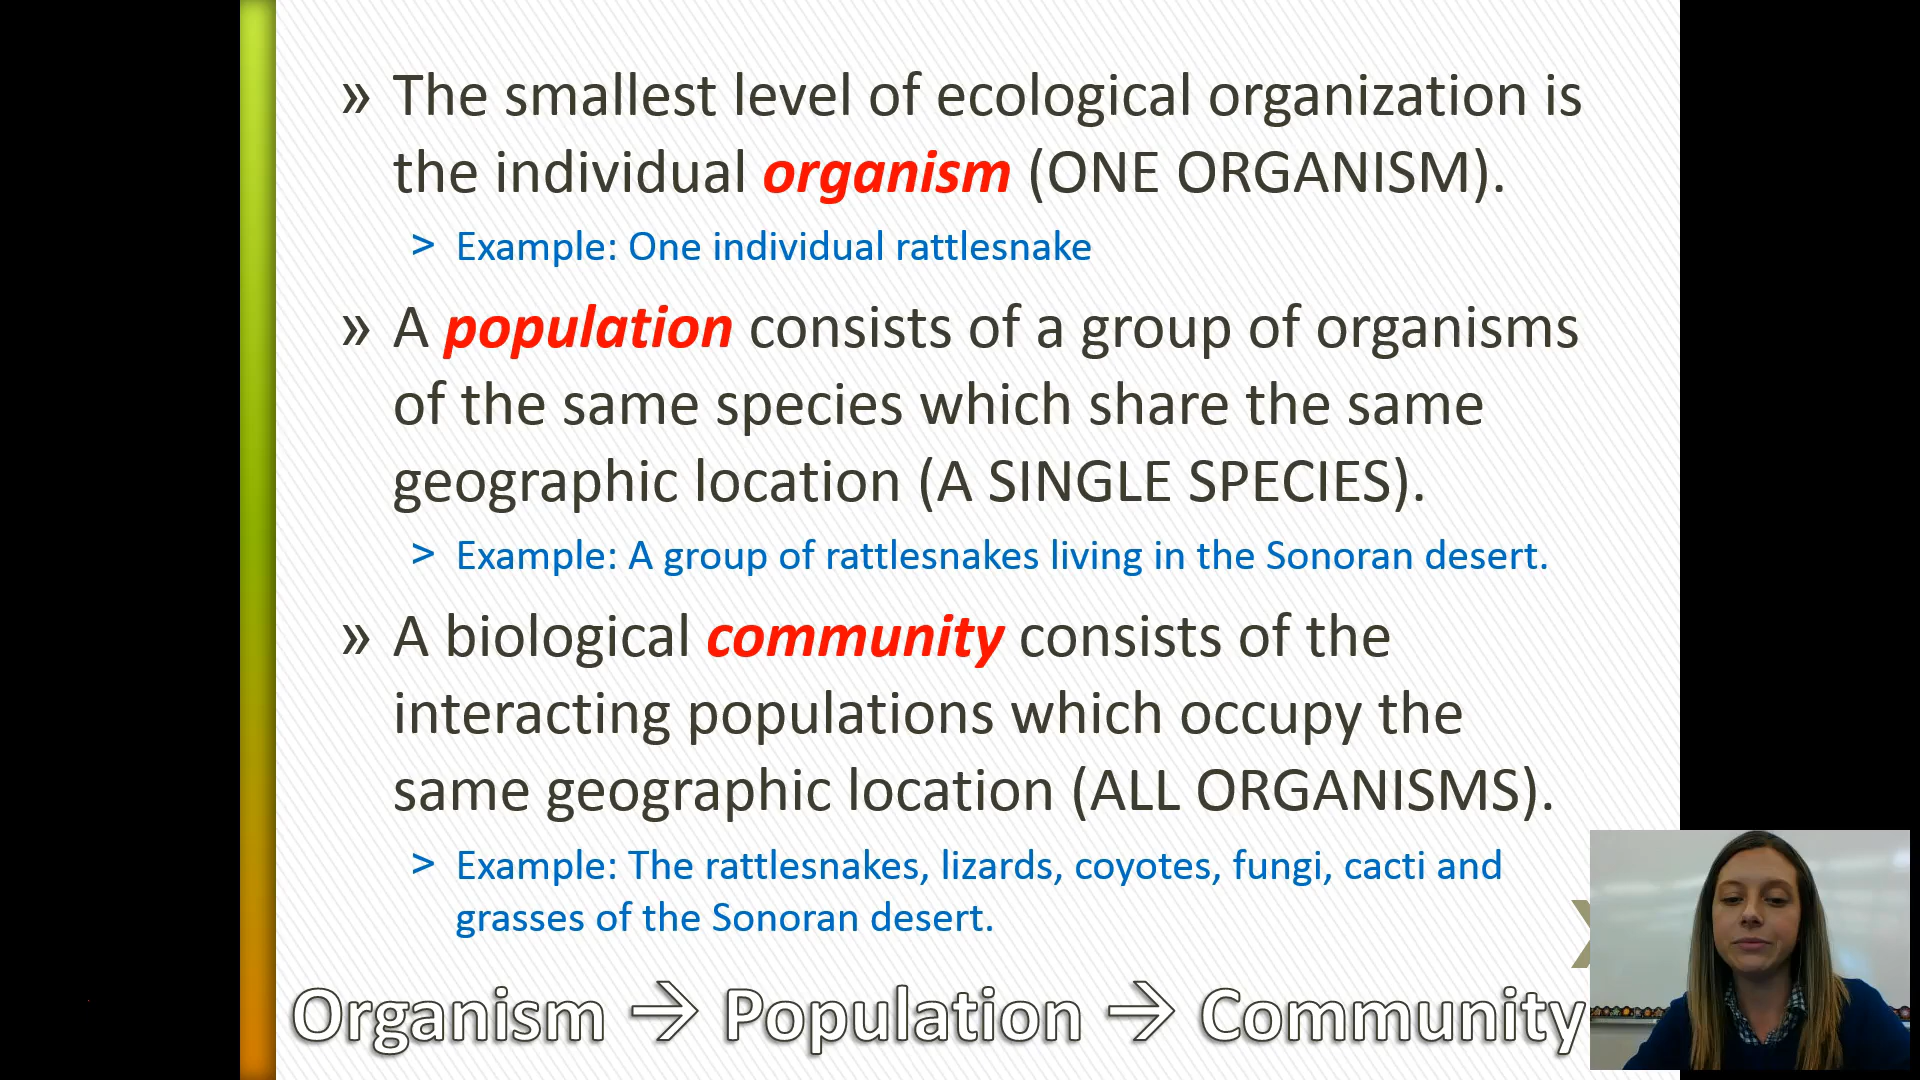 » The smallest level of ecological organization is
the individual organism (ONE ORGANISM).
> Example: One individual rattlesnake
» A population consists of a group of organisms
of the same species which share the same
geographic location (A SINGLE SPECIES).
> Example: A group of rattlesnakes living in the Sonoran desert.
» A biological community consists of the
interacting populations which occupy the
same geographic location (ALL ORGANISMS).
> Example: The rattlesnakes, lizards, coyotes, fungi, cacti and
grasses of the Sonoran desert.
Organism → Population → Community